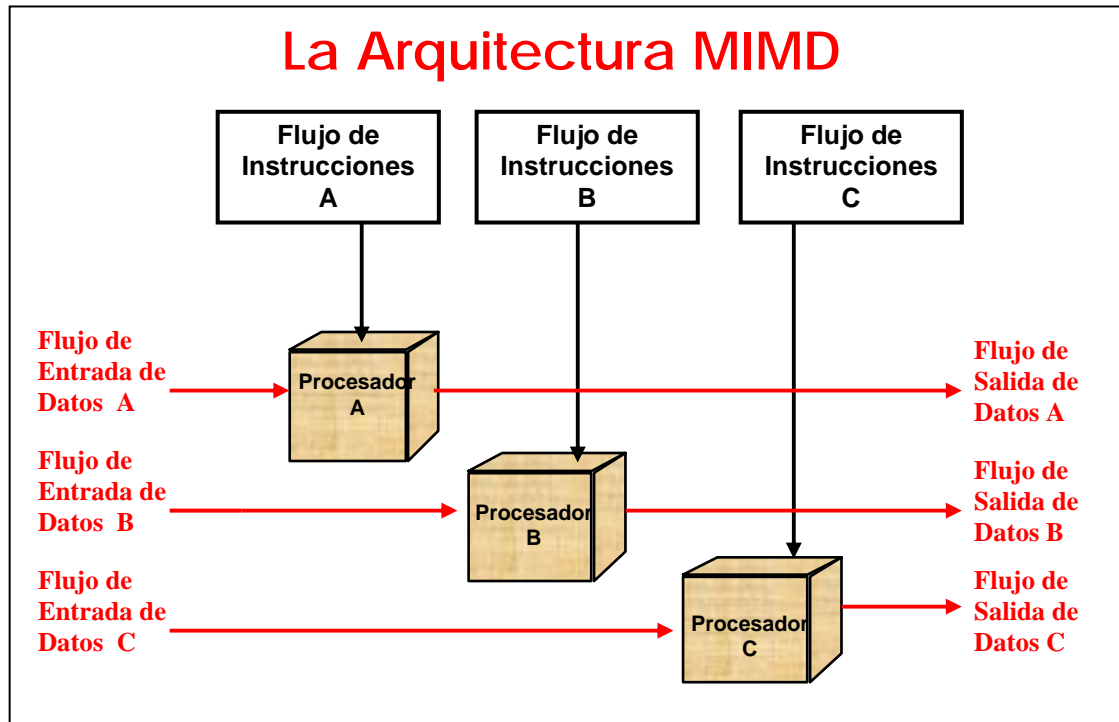 La Arquitectura MIMD
Flujo de
Instrucciones
A
Flujo de
Instrucciones
B
Flujo de
Instrucciones
C
Flujo de
Entrada de
Datos A
Procesador
A
Flujo de
Salida de
Datos A
Flujo de
Entrada de
Datos B
Procesador
B
Flujo de
Salida de
Datos B
Flujo de
Entrada de
Datos C
Procesador
C
Flujo de
Salida de
Datos C